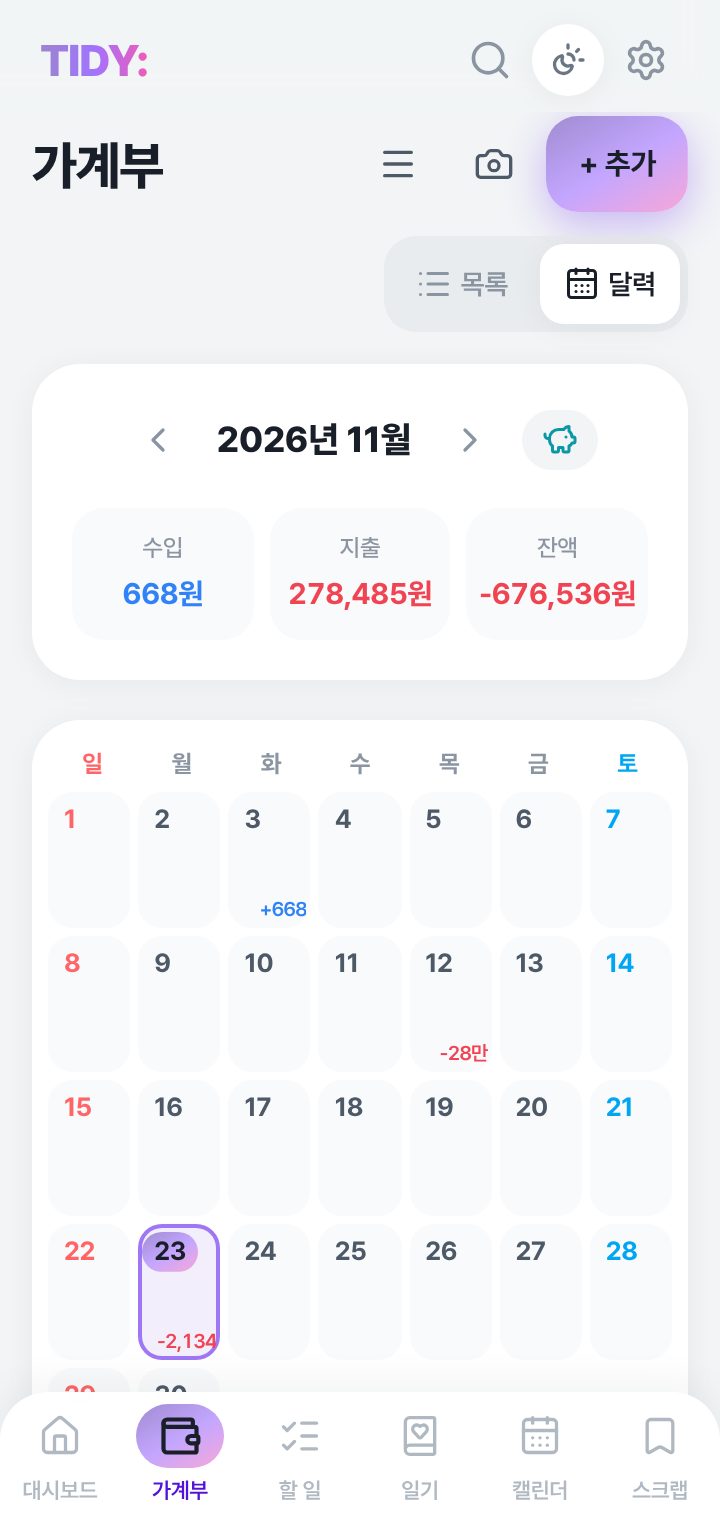 TIDY:
가계부
+ 추가
목록 달력
2026년 11월
수입 지출 잔액
668원 278,485원 -676,536원
일 월 화 수 목 금 토
1 2 3 4 5 6 7
+668
8 9 10 11 12 13 14
-28만
15 16 17 18 19 20 21
22 23 24 25 26 27 28
-2,134
29 30
대시보드 가계부 할 일 일기 캘린더 스크랩